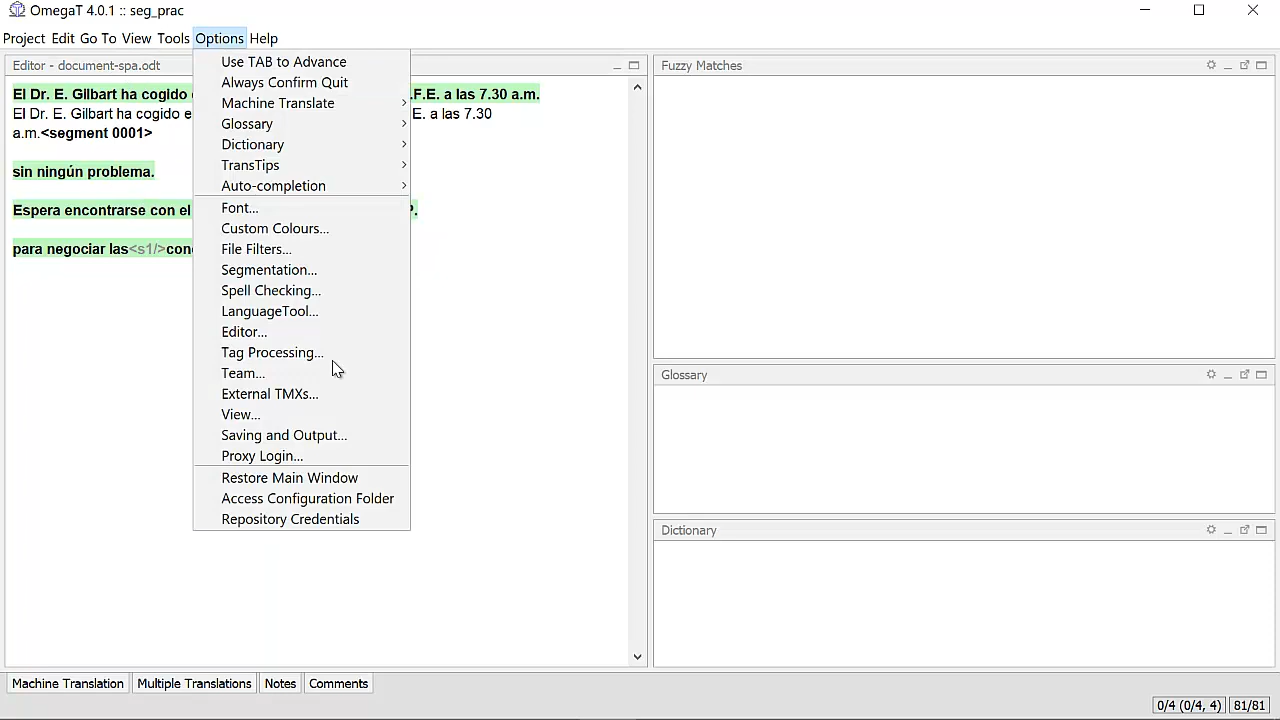 OmegaT 4.0.1 :: seg_prac
Project Edit Go To View Tools Options Help
Editor - document-spa.odt
El Dr. E. Gilbart ha cogido
.F.E. a las 7.30 a.m.
El Dr. E. Gilbart ha cogido e
E. a las 7.30
a.m.<segment 0001>
sin ningún problema.
Espera encontrarse con el
para negociar las<s1/>con
Use TAB to Advance
Always Confirm Quit
Machine Translate
Glossary
Dictionary
TransTips
Auto-completion
Font...
Custom Colours...
File Filters...
Segmentation...
Spell Checking...
LanguageTool...
Editor...
Tag Processing...
Team...
External TMXs...
View...
Saving and Output...
Proxy Login...
Restore Main Window
Access Configuration Folder
Repository Credentials
Fuzzy Matches
Glossary
Dictionary
Machine Translation
Multiple Translations
Notes
Comments
0/4 (0/4, 4)
81/81